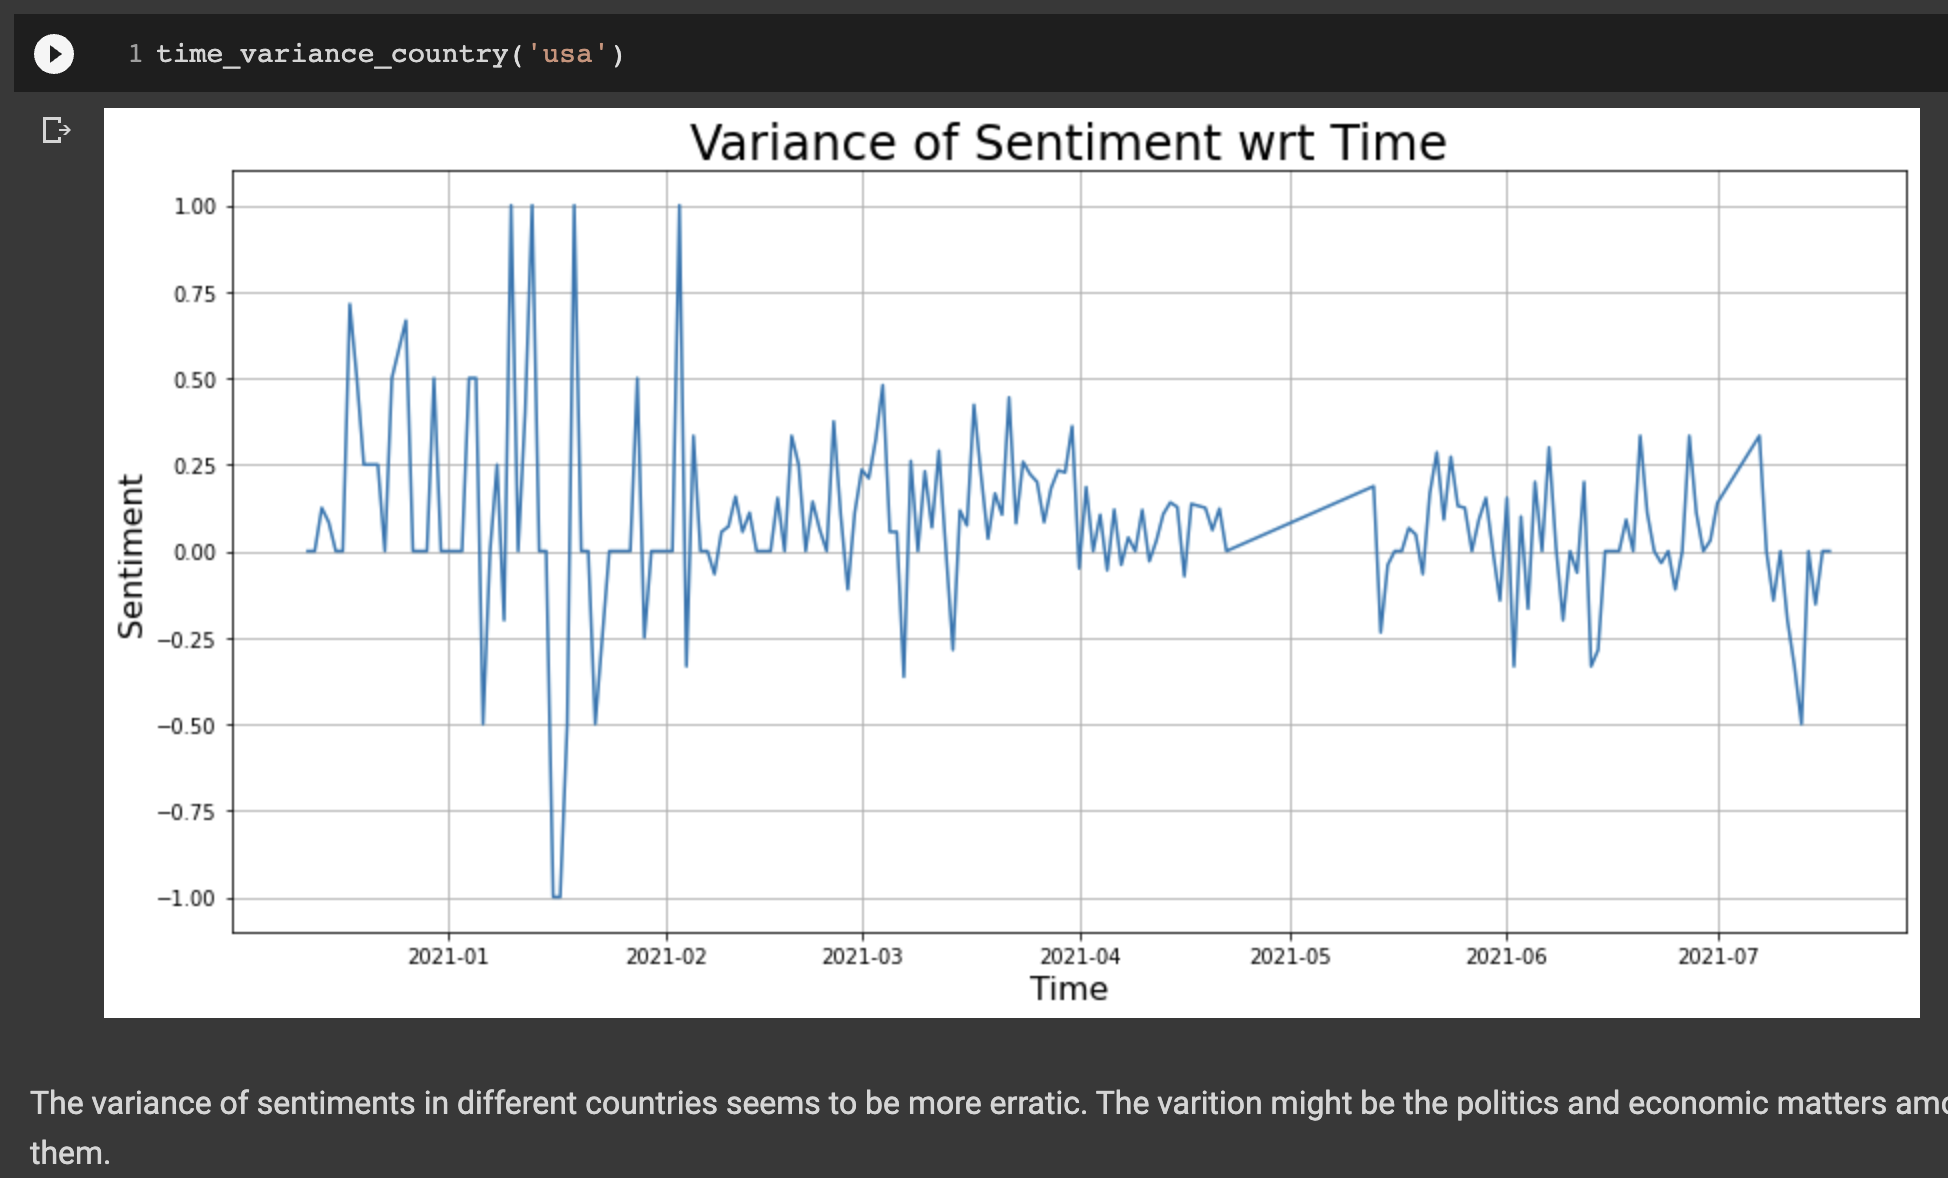 1 time_variance_country('usa')
Variance of Sentiment wrt Time
1.00
0.75
0.50
0.25
0.00
−0.25
−0.50
−0.75
−1.00
Sentiment
2021-01 2021-02 2021-03 2021-04 2021-05 2021-06 2021-07
Time
The variance of sentiments in different countries seems to be more erratic. The varition might be the politics and economic matters
them.